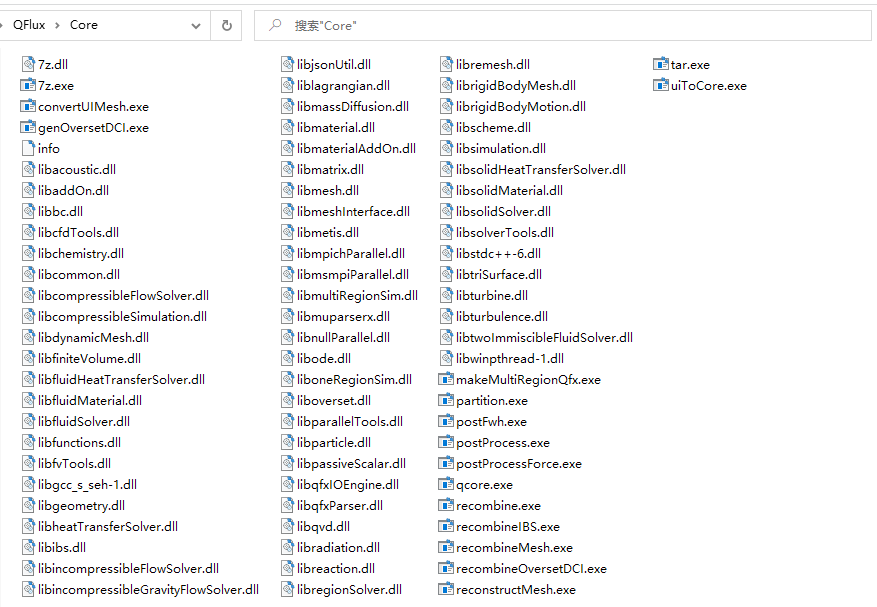 QFlux > Core
搜索"Core"
7z.dll
7z.exe
convertUIMesh.exe
genOversetDCI.exe
info
libacoustic.dll
libaddOn.dll
libbc.dll
libcfdTools.dll
libchemistry.dll
libcommon.dll
libcompressibleFlowSolver.dll
libcompressibleSimulation.dll
libdynamicMesh.dll
libfiniteVolume.dll
libfluidHeatTransferSolver.dll
libfluidMaterial.dll
libfluidSolver.dll
libfunctions.dll
libfvTools.dll
libgcc_s_seh-1.dll
libgeometry.dll
libheatTransferSolver.dll
libibs.dll
libincompressibleFlowSolver.dll
libincompressibleGravityFlowSolver.dll
libjsonUtil.dll
liblagrangian.dll
libmassDiffusion.dll
libmaterial.dll
libmaterialAddOn.dll
libmatrix.dll
libmesh.dll
libmeshInterface.dll
libmetis.dll
libmpichParallel.dll
libmsmpiParallel.dll
libmultiRegionSim.dll
libmuparserx.dll
libnullParallel.dll
libode.dll
liboneRegionSim.dll
liboverset.dll
libparallelTools.dll
libparticle.dll
libpassiveScalar.dll
libqfxIOEngine.dll
libqfxParser.dll
libqvd.dll
libradiation.dll
libreaction.dll
libregionSolver.dll
libremesh.dll
librigidBodyMesh.dll
librigidBodyMotion.dll
libscheme.dll
libsimulation.dll
libsolidHeatTransferSolver.dll
libsolidMaterial.dll
libsolidSolver.dll
libsolverTools.dll
libstdc++-6.dll
libtriSurface.dll
libturbine.dll
libturbulence.dll
libtwoImmiscibleFluidSolver.dll
libwinpthread-1.dll
makeMultiRegionQfx.exe
partition.exe
postFwh.exe
postProcess.exe
postProcessForce.exe
qcore.exe
recombine.exe
recombineIBS.exe
recombineMesh.exe
recombineOversetDCI.exe
reconstructMesh.exe
tar.exe
uiToCore.exe